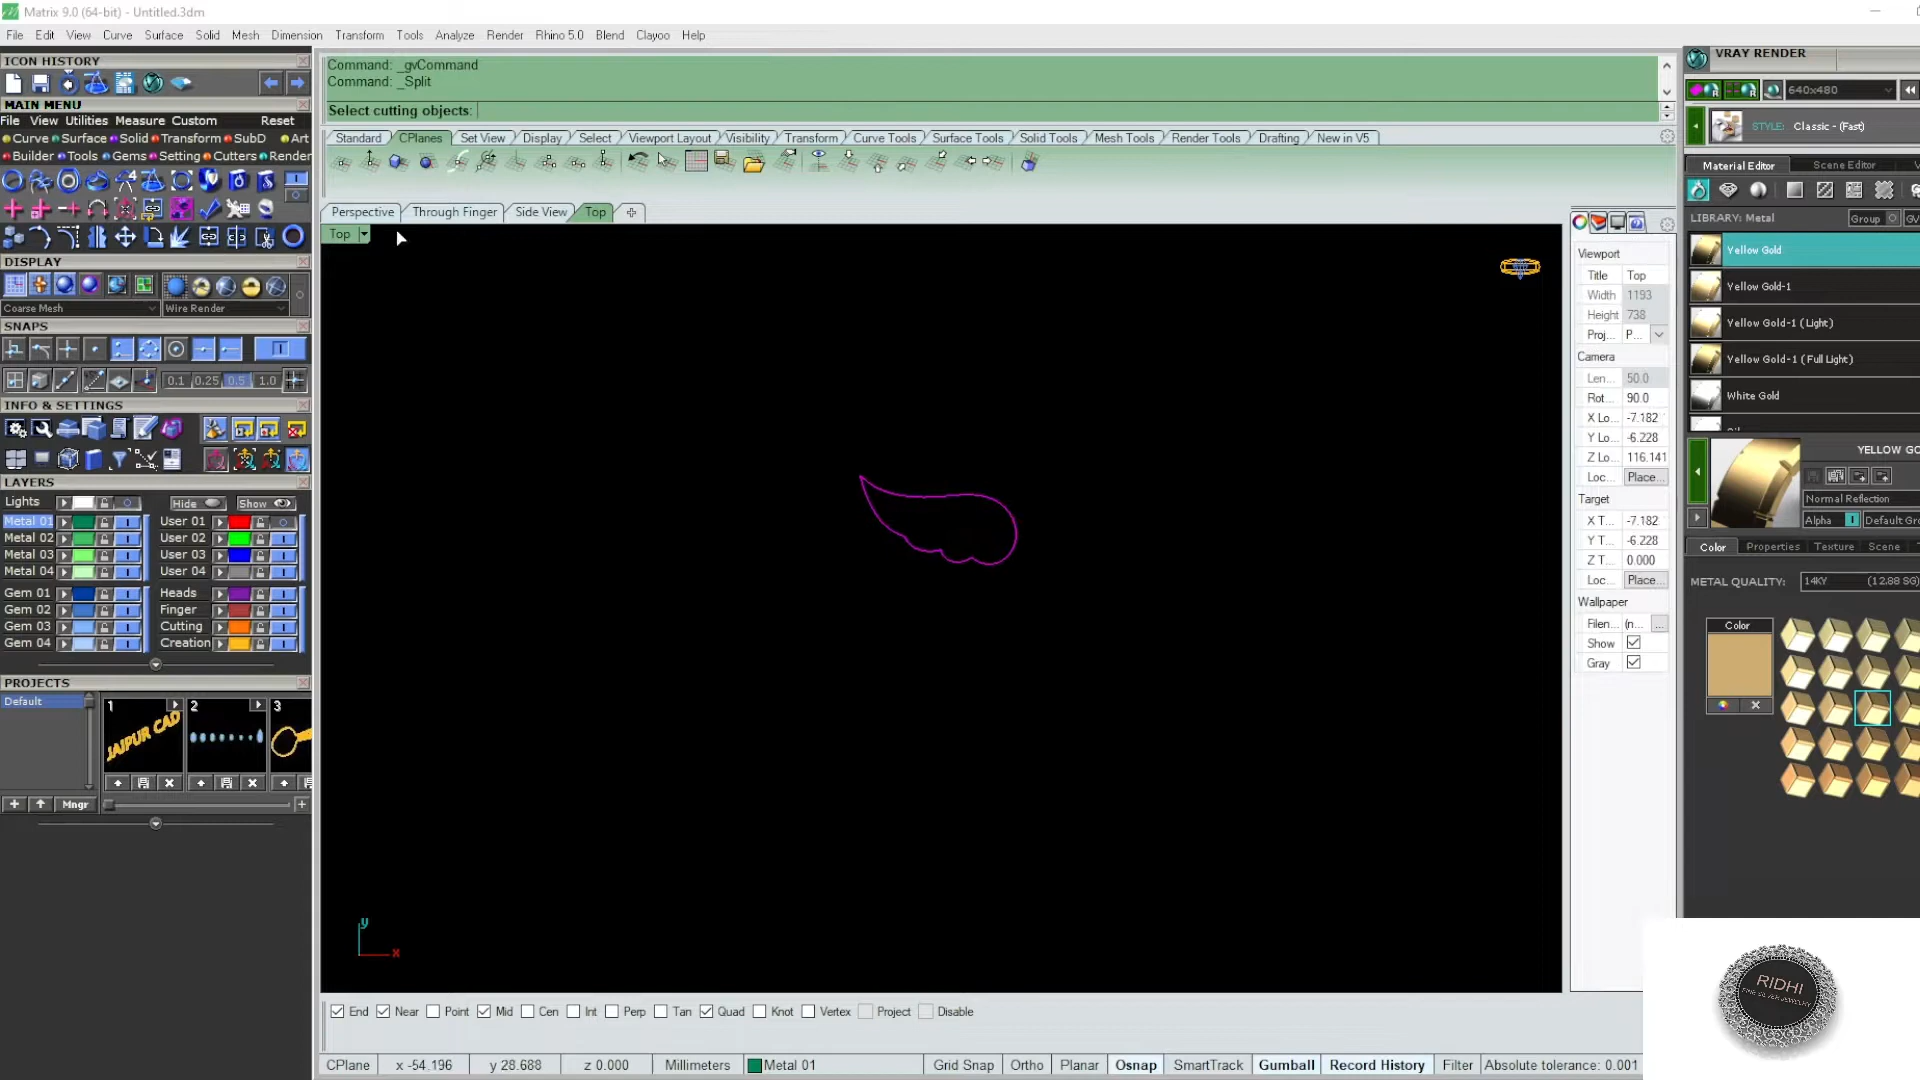 Matrix 9.0 (64-bit) - Untitled.3dm
File Edit View Curve Surface Solid Mesh Dimension Transform Tools Analyze Render Rhino 5.0 Blend Clayoo Help
ICON HISTORY
MAIN MENU
File View Utilities Measure Custom Reset
Curve Surface Solid Transform SubD Art
Builder Tools Gems Setting Cutters Render
DISPLAY
Coarse Mesh Wire Render
SNAPS
0.1 0.25 0.5 1.0
INFO & SETTINGS
LAYERS
Lights Hide Show
Metal 01 User 01
Metal 02 User 02
Metal 03 User 03
Metal 04 User 04
Gem 01 Heads
Gem 02 Finger
Gem 03 Cutting
Gem 04 Creation
PROJECTS
Default
1 2 3
JAIPUR CAD
Mngr
Command: _gvCommand
Command: _Split
Select cutting objects:
Standard CPlanes Set View Display Select Viewport Layout Visibility Transform Curve Tools Surface Tools Solid Tools Mesh Tools Render Tools Drafting New in V5
Perspective Through Finger Side View Top
Top
y
x
Viewport
Title Top
Width 1193
Height 738
Proj... P...
Camera
Len... 50.0
Rot... 90.0
X Lo... -7.182
Y Lo... -6.228
Z Lo... 116.141
Loc... Place...
Target
X T... -7.182
Y T... -6.228
Z T... 0.000
Loc... Place...
Wallpaper
Filen... (n... ...
Show
Gray
VRAY RENDER
640x480
STYLE: Classic - (Fast)
Material Editor Scene Editor
LIBRARY: Metal Group GV
Yellow Gold
Yellow Gold-1
Yellow Gold-1 (Light)
Yellow Gold-1 (Full Light)
White Gold
YELLOW GO
Normal Reflection
Alpha Default Gro
Color Properties Texture Scene
METAL QUALITY: 14KY (12.88 SG)
Color
RIDHI
FINE SILVER JEWELRY
End Near Point Mid Cen Int Perp Tan Quad Knot Vertex Project Disable
CPlane x -54.196 y 28.688 z 0.000 Millimeters Metal 01 Grid Snap Ortho Planar Osnap SmartTrack Gumball Record History Filter Absolute tolerance: 0.001